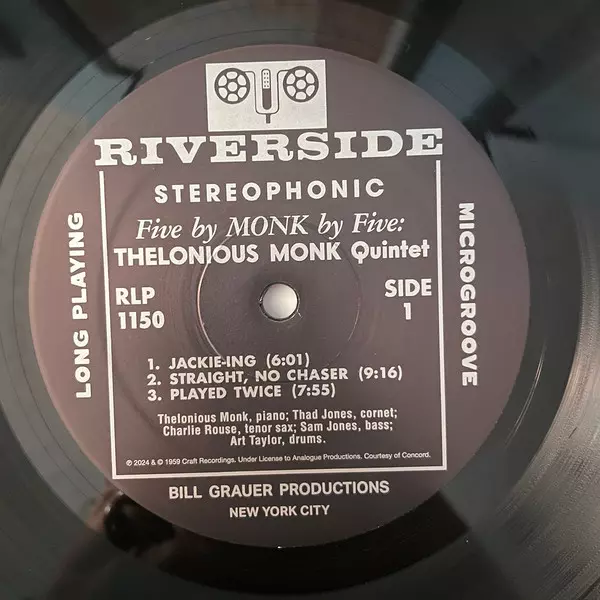 RIVERSIDE
STEREOPHONIC
Five by MONK by Five:
THELONIOUS MONK Quintet
LONG PLAYING
MICROGROOVE
RLP
1150
SIDE
1
1. JACKIE-ING (6:01)
2. STRAIGHT, NO CHASER (9:16)
3. PLAYED TWICE (7:55)
Thelonious Monk, piano; Thad Jones, cornet;
Charlie Rouse, tenor sax; Sam Jones, bass;
Art Taylor, drums.
℗ 2024 & © 1959 Craft Recordings. Under License to Analogue Productions. Courtesy of Concord.
BILL GRAUER PRODUCTIONS
NEW YORK CITY